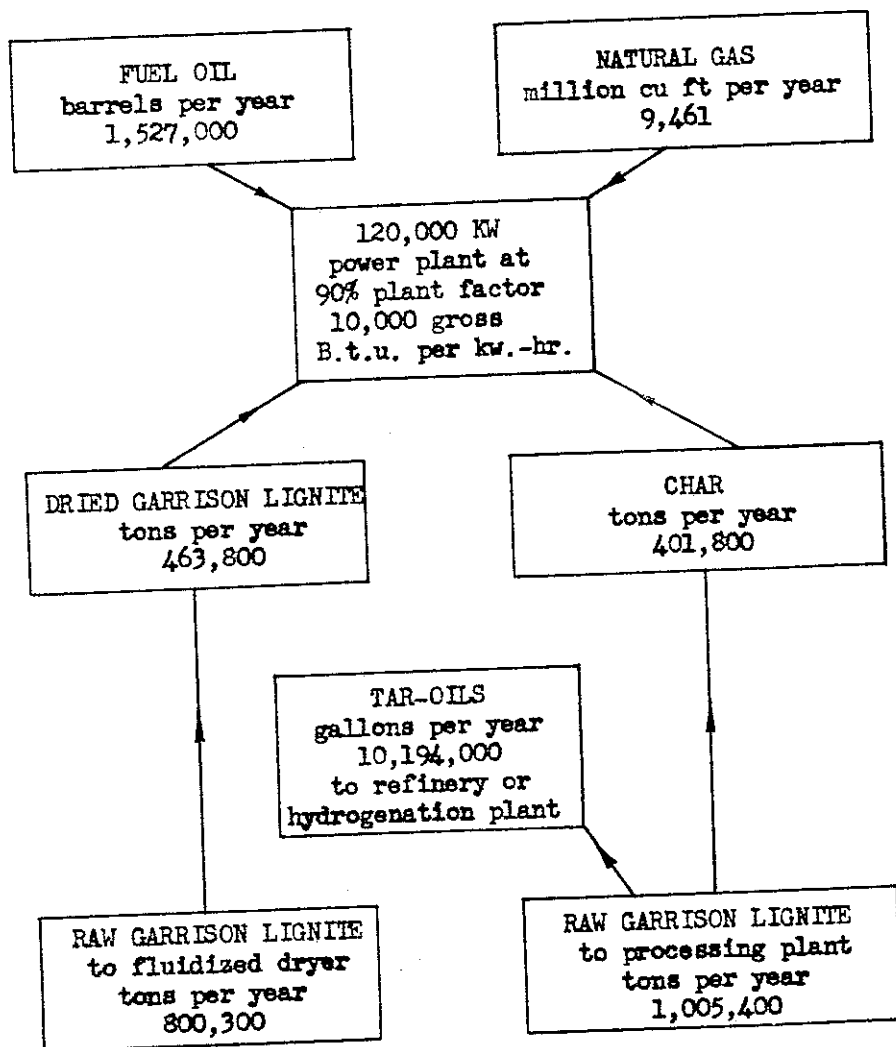 FUEL OIL
barrels per year
1,527,000
NATURAL GAS
million cu ft per year
9,461
120,000 KW
power plant at
90% plant factor
10,000 gross
B.t.u. per kw.-hr.
DRIED GARRISON LIGNITE
tons per year
463,800
CHAR
tons per year
401,800
TAR-OILS
gallons per year
10,194,000
to refinery or
hydrogenation plant
RAW GARRISON LIGNITE
to fluidized dryer
tons per year
800,300
RAW GARRISON LIGNITE
to processing plant
tons per year
1,005,400